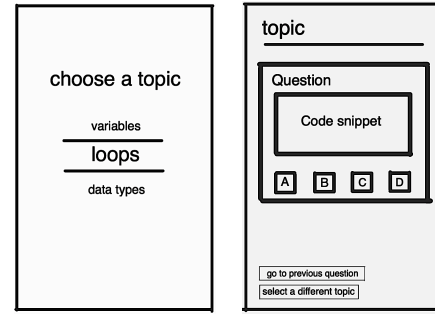 choose a topic
variables
loops
data types
topic
Question
Code snippet
A B C D
go to previous question
select a different topic